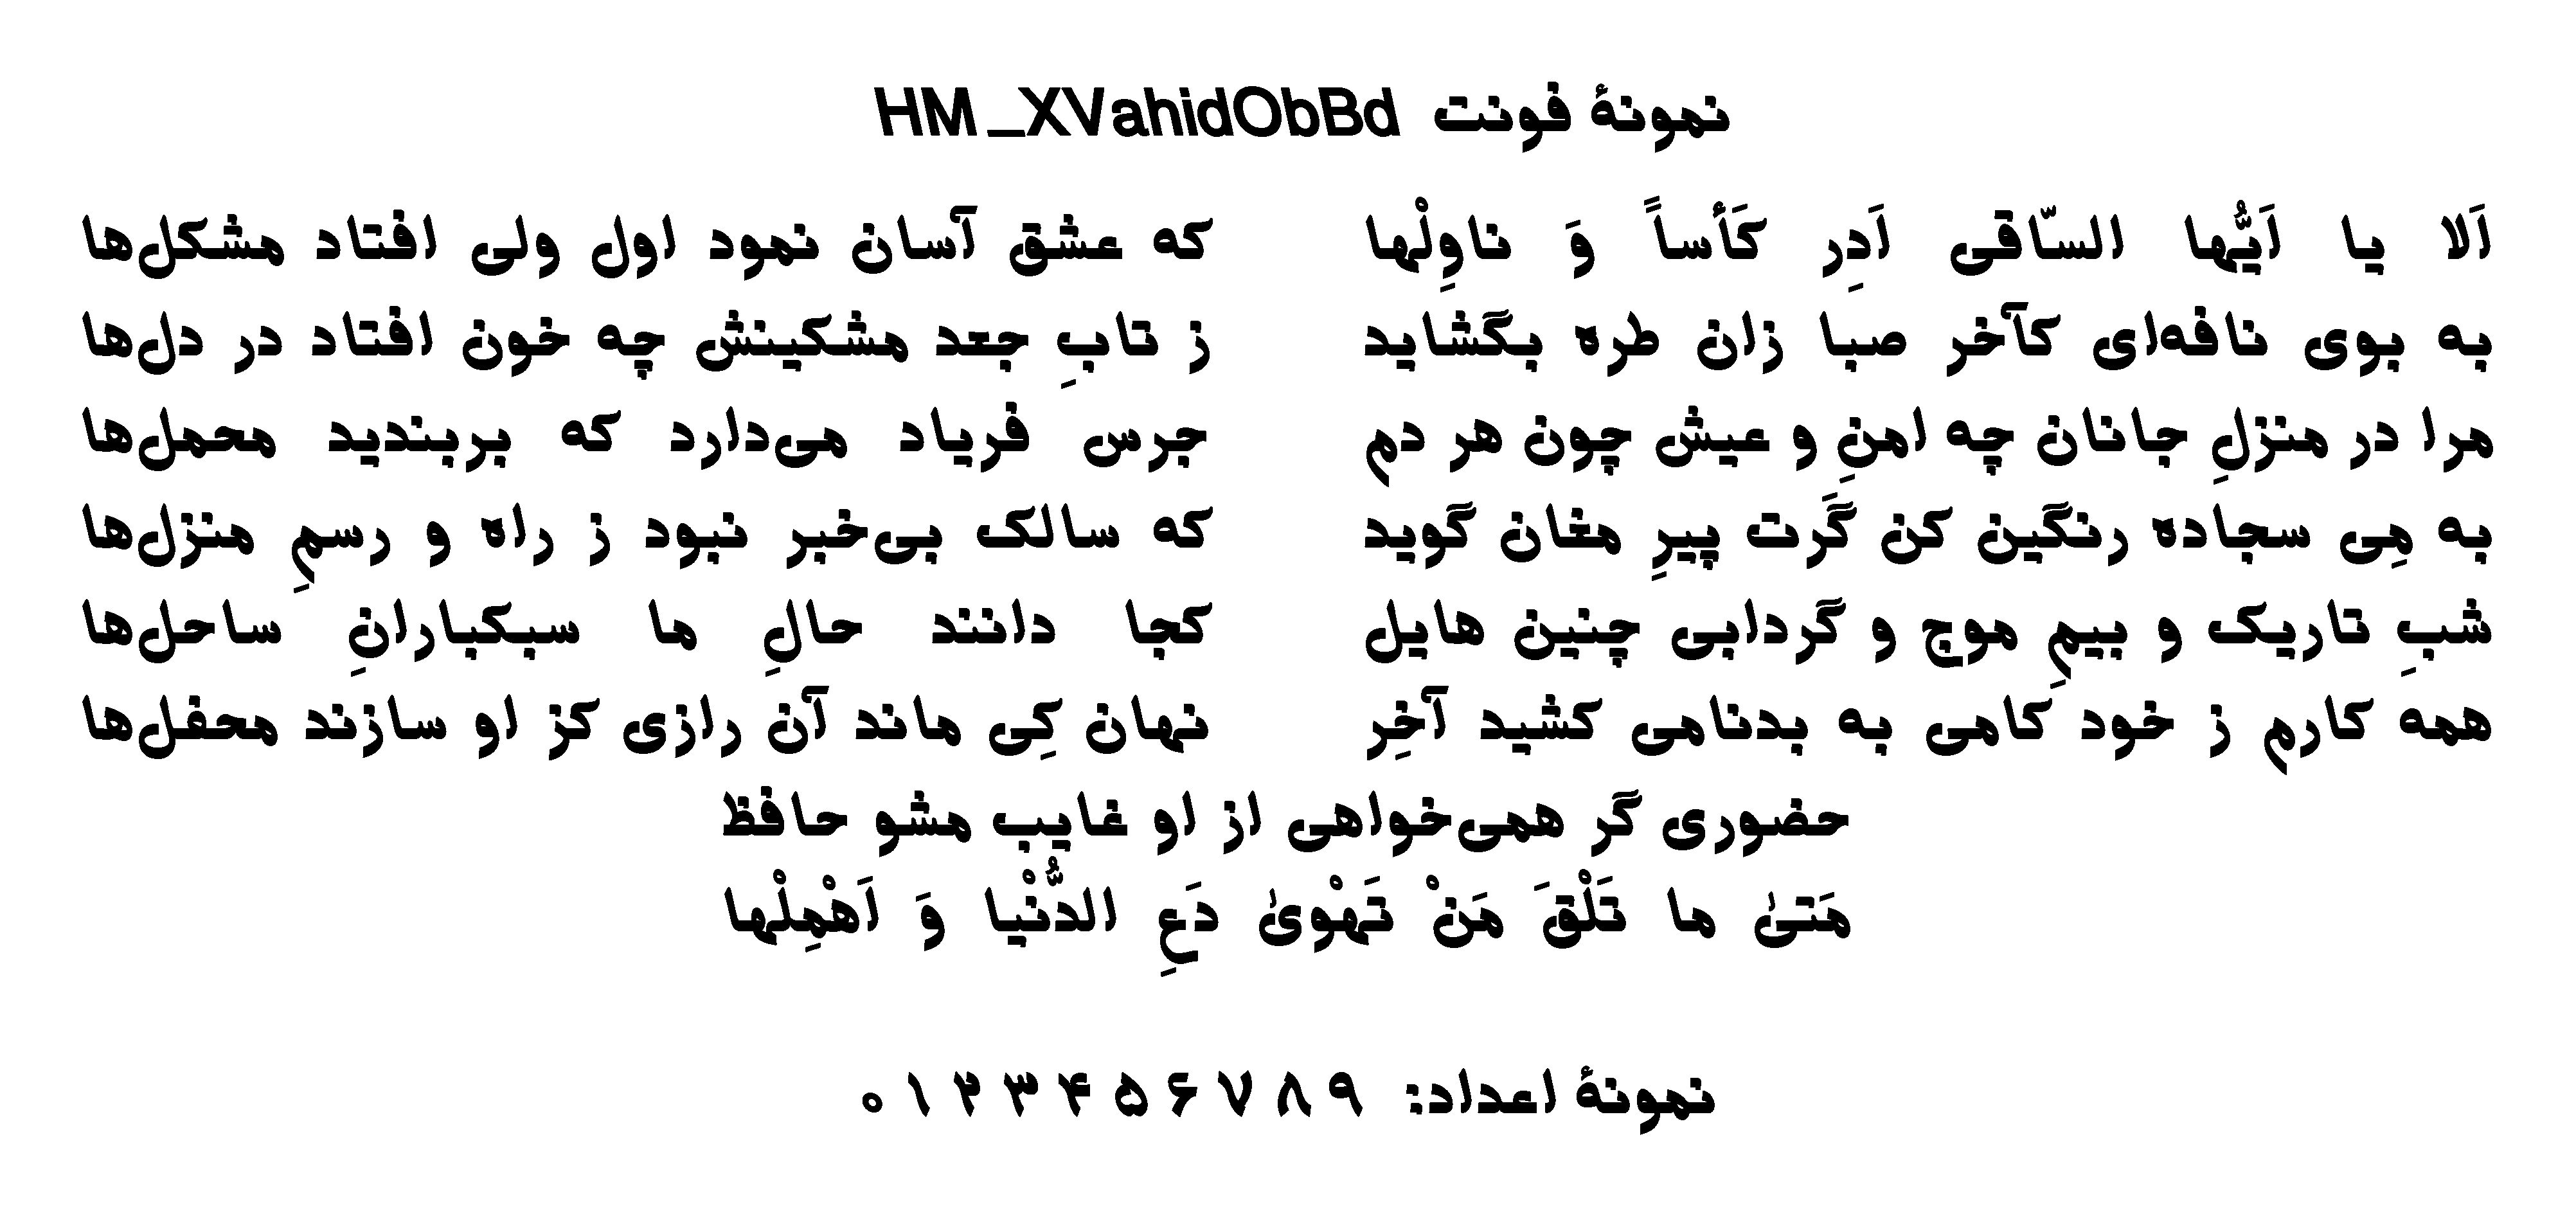 نمونهٔ فونت HM_XVahidObBd
اَلا یا اَیُّها السّاقی اَدِر کَأساً وَ ناوِلْها که عشق آسان نمود اول ولی افتاد مشکل‌ها
به بوی نافه‌ای کآخر صبا زان طره بگشاید ز تابِ جعد مشکینش چه خون افتاد در دل‌ها
مرا در منزلِ جانان چه امنِ و عیش چون هر دم جرس فریاد می‌دارد که بربندید محمل‌ها
به مِی سجاده رنگین کن گَرت پیرِ مغان گوید که سالک بی‌خبر نبود ز راه و رسمِ منزل‌ها
شبِ تاریک و بیمِ موج و گردابی چنین هایل کجا دانند حالِ ما سبکبارانِ ساحل‌ها
همه کارم ز خود کامی به بدنامی کشید آخِر نهان کِی ماند آن رازی کز او سازند محفل‌ها
حضوری گر همی‌خواهی از او غایب مشو حافظ
مَتیٰ ما تَلْقَ مَنْ تَهْویٰ دَعِ الدُّنْیا وَ اَهْمِلْها
نمونهٔ اعداد: ۹ ۸ ۷ ۶ ۵ ۴ ۳ ۲ ۱ ۰